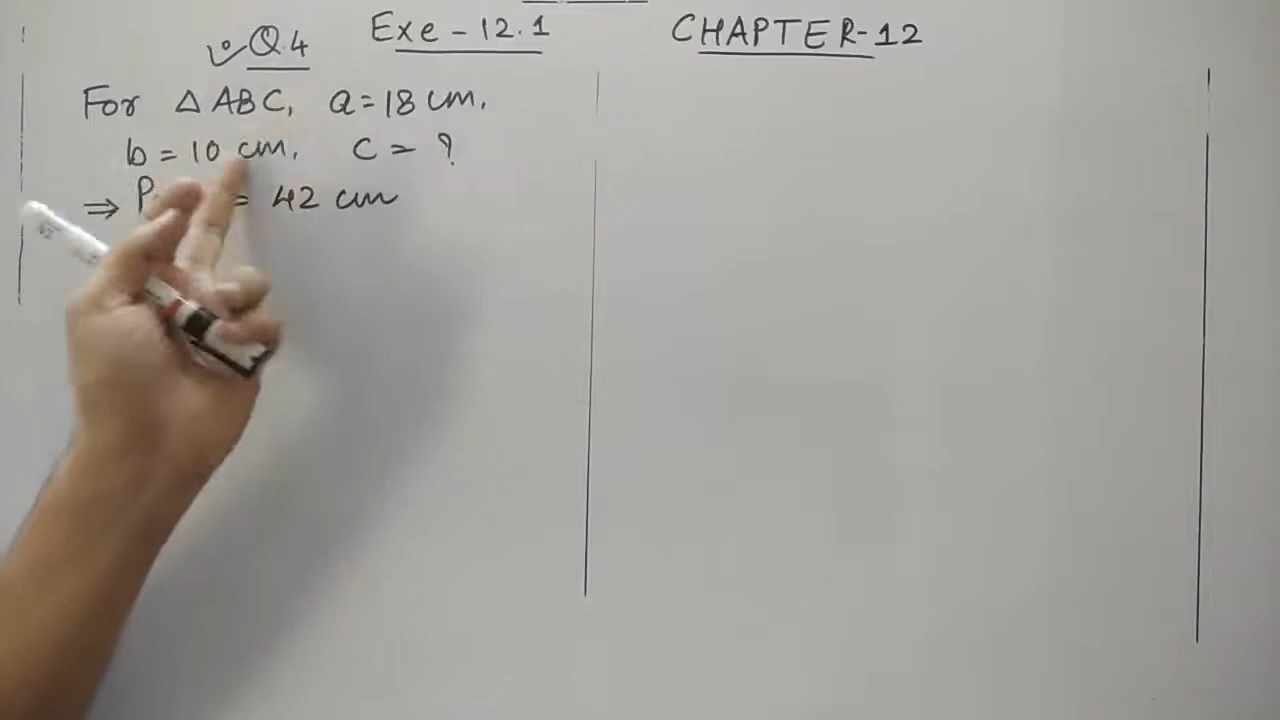 Q.4 Exe-12.1 CHAPTER-12
For △ABC, a=18 cm.
b=10 cm, c=?
⇒ P = 42 cm